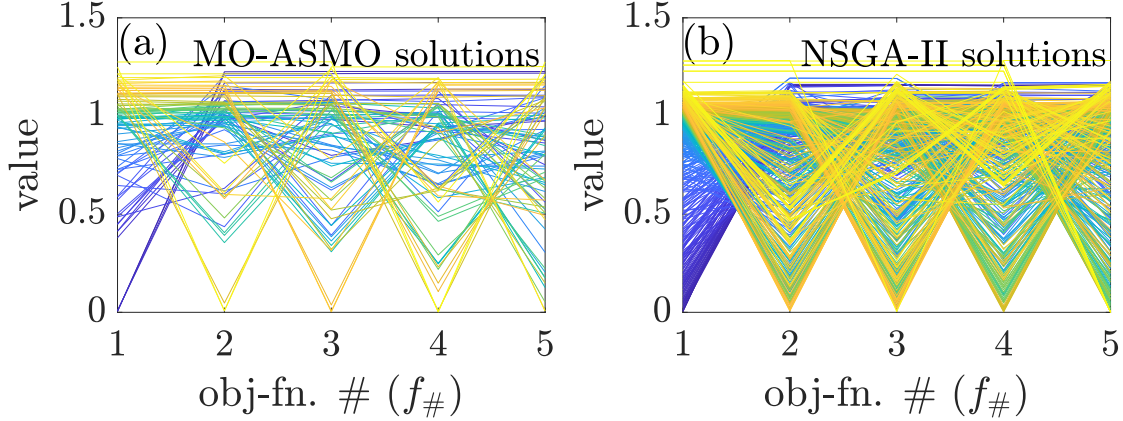 (a) MO-ASMO solutions
value
1.5
1
0.5
0
1 2 3 4 5
obj-fn. # (f#)
(b) NSGA-II solutions
value
1.5
1
0.5
0
1 2 3 4 5
obj-fn. # (f#)